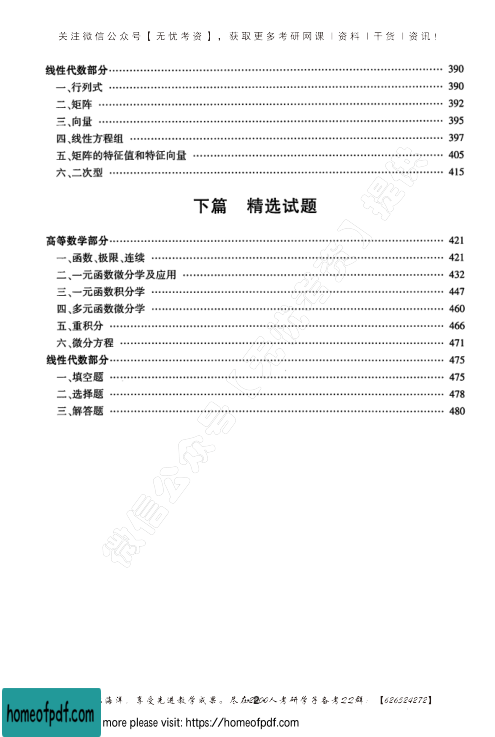 关注微信公众号【无忧考资】，获取更多考研网课丨资料丨干货丨资讯！
线性代数部分 390
一、行列式 390
二、矩阵 392
三、向量 395
四、线性方程组 397
五、矩阵的特征值和特征向量 405
六、二次型 415
下篇 精选试题
高等数学部分 421
一、函数、极限、连续 421
二、一元函数微分学及应用 432
三、一元函数积分学 447
四、多元函数微分学 460
五、重积分 466
六、微分方程 471
线性代数部分 475
一、填空题 475
二、选择题 478
三、解答题 480
微信公众号【无忧考资】提供
海洋，享受先进教学成果。尽在2200人考研学子备考22群：【626524272】
2
homeofpdf.com
more please visit: https://homeofpdf.com